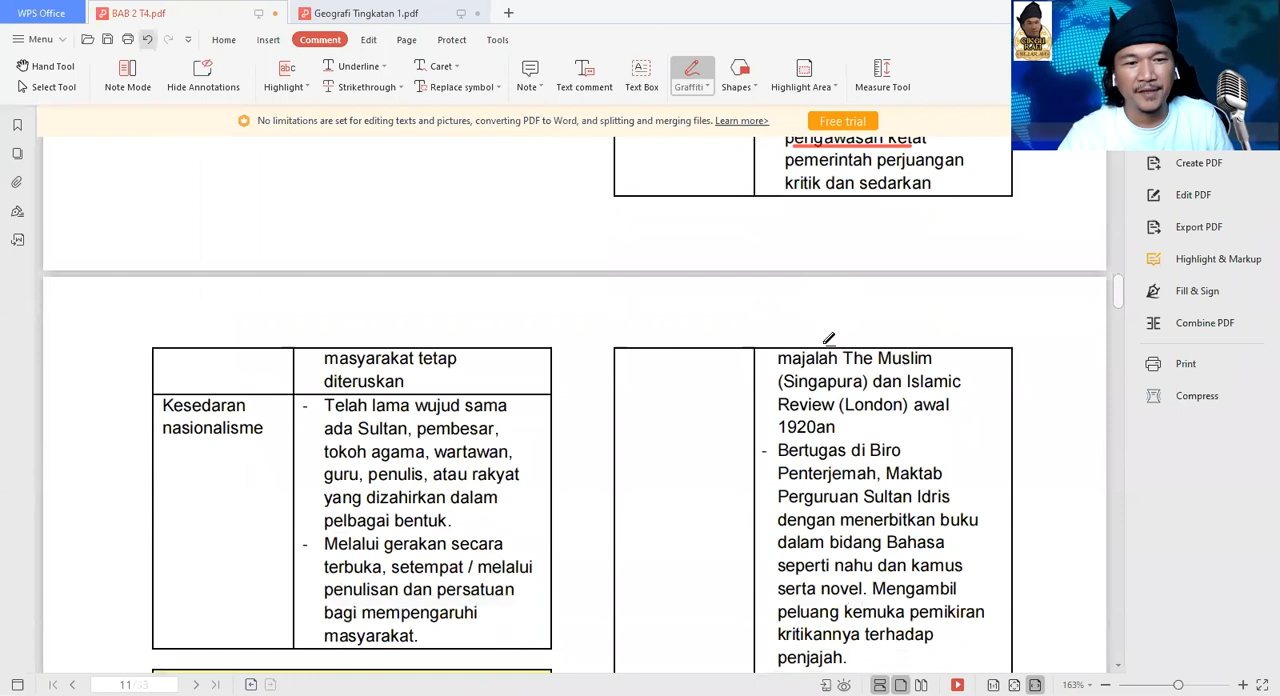 WPS Office
BAB 2 T4.pdf
Geografi Tingkatan 1.pdf
Menu
Home
Insert
Comment
Edit
Page
Protect
Tools
Hand Tool
Select Tool
Note Mode
Hide Annotations
Highlight
Underline
Strikethrough
Caret
Replace symbol
Note
Text comment
Text Box
Graffiti
Shapes
Highlight Area
Measure Tool
No limitations are set for editing texts and pictures, converting PDF to Word, and splitting and merging files. Learn more>
Free trial
pengawasan ketat
pemerintah perjuangan
kritik dan sedarkan
masyarakat tetap
diteruskan
Kesedaran
nasionalisme
- Telah lama wujud sama
ada Sultan, pembesar,
tokoh agama, wartawan,
guru, penulis, atau rakyat
yang dizahirkan dalam
pelbagai bentuk.
- Melalui gerakan secara
terbuka, setempat / melalui
penulisan dan persatuan
bagi mempengaruhi
masyarakat.
majalah The Muslim
(Singapura) dan Islamic
Review (London) awal
1920an
- Bertugas di Biro
Penterjemah, Maktab
Perguruan Sultan Idris
dengan menerbitkan buku
dalam bidang Bahasa
seperti nahu dan kamus
serta novel. Mengambil
peluang kemuka pemikiran
kritikannya terhadap
penjajah.
Create PDF
Edit PDF
Export PDF
Highlight & Markup
Fill & Sign
Combine PDF
Print
Compress
11/33
163%